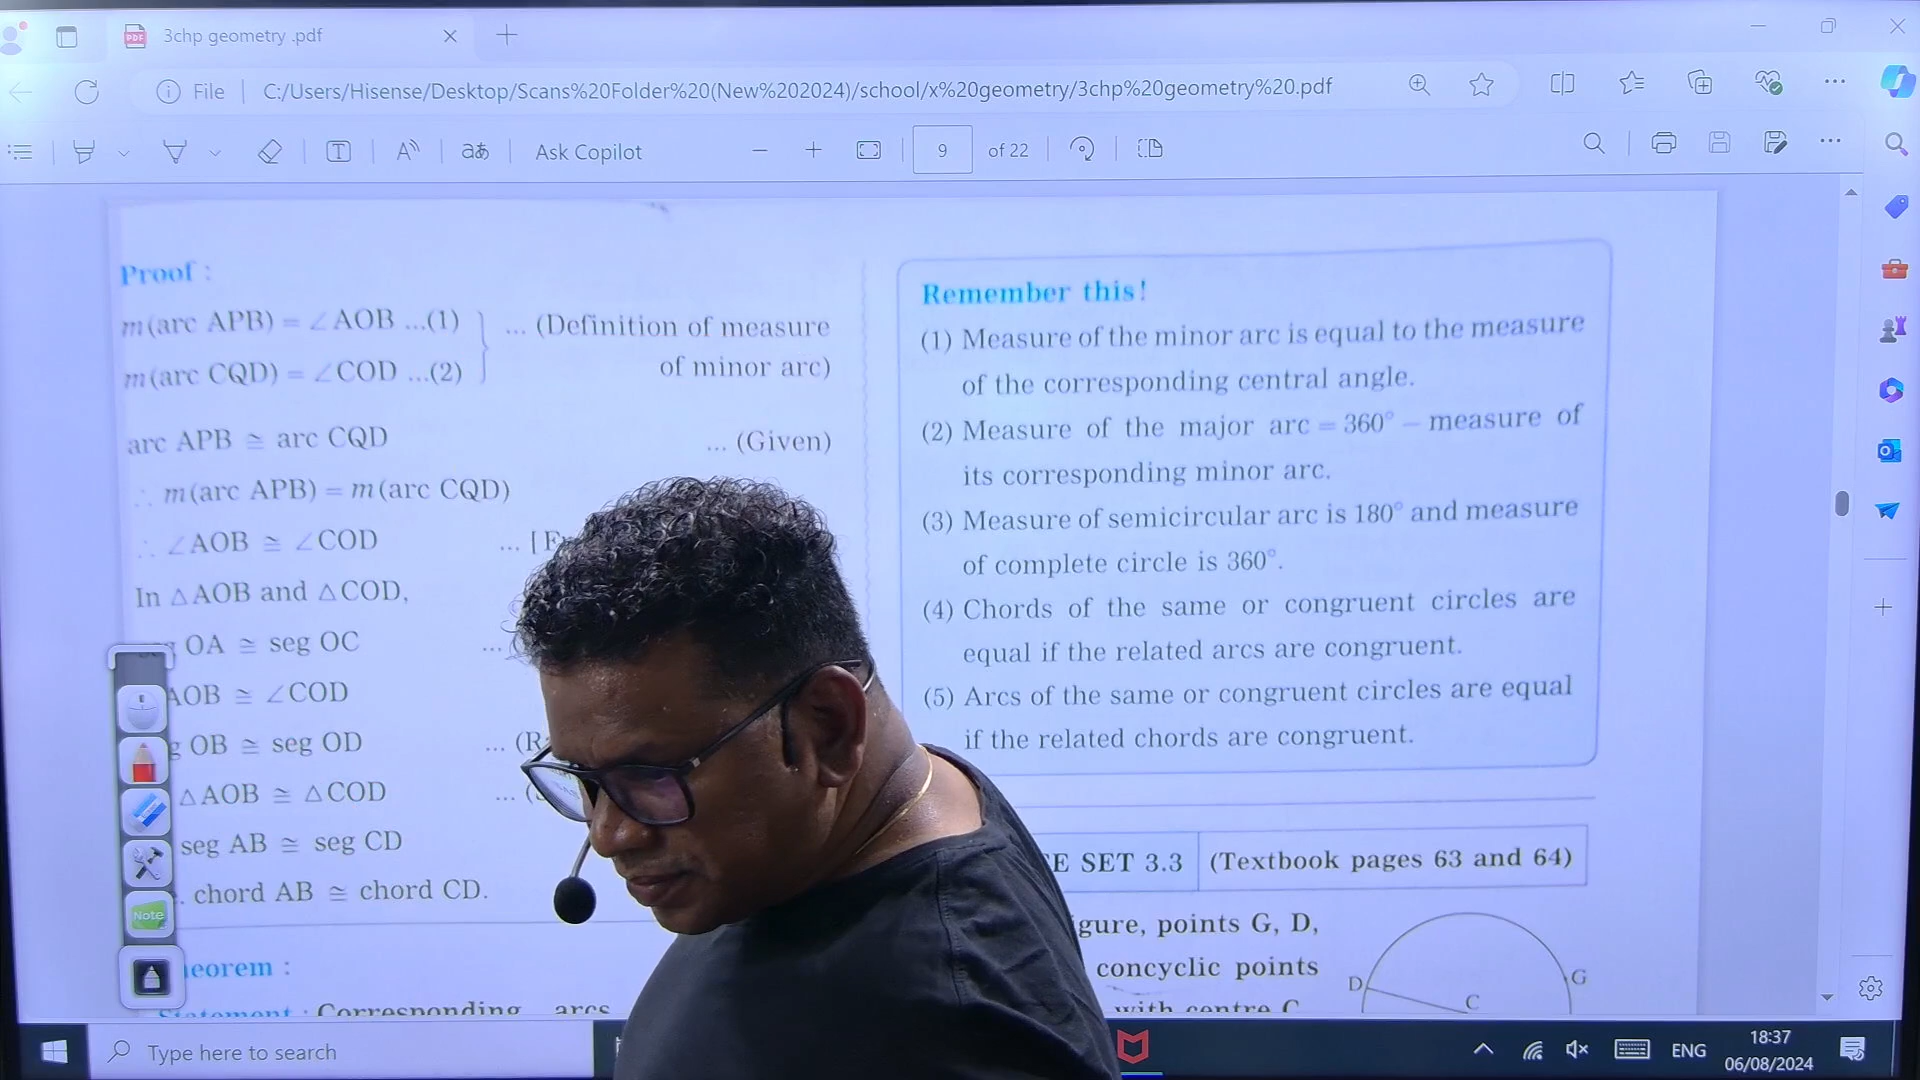 3chp geometry .pdf
File
C:/Users/Hisense/Desktop/Scans%20Folder%20(New%202024)/school/x%20geometry/3chp%20geometry%20.pdf
Ask Copilot
9 of 22
Proof :
m(arc APB) = ∠AOB ...(1)
m(arc CQD) = ∠COD ...(2)
... (Definition of measure
of minor arc)
arc APB ≅ arc CQD ... (Given)
∴ m(arc APB) = m(arc CQD)
∴ ∠AOB ≅ ∠COD ...
In △AOB and △COD,
OA ≅ seg OC ...
AOB ≅ ∠COD
OB ≅ seg OD ...
△AOB ≅ △COD ...
seg AB ≅ seg CD
chord AB ≅ chord CD.
Remember this!
(1) Measure of the minor arc is equal to the measure
of the corresponding central angle.
(2) Measure of the major arc = 360° − measure of
its corresponding minor arc.
(3) Measure of semicircular arc is 180° and measure
of complete circle is 360°.
(4) Chords of the same or congruent circles are
equal if the related arcs are congruent.
(5) Arcs of the same or congruent circles are equal
if the related chords are congruent.
SET 3.3 (Textbook pages 63 and 64)
points G, D,
concyclic points
with centre C
D
G
C
Statement : Corresponding arcs
Note
Type here to search
ENG
18:37
06/08/2024